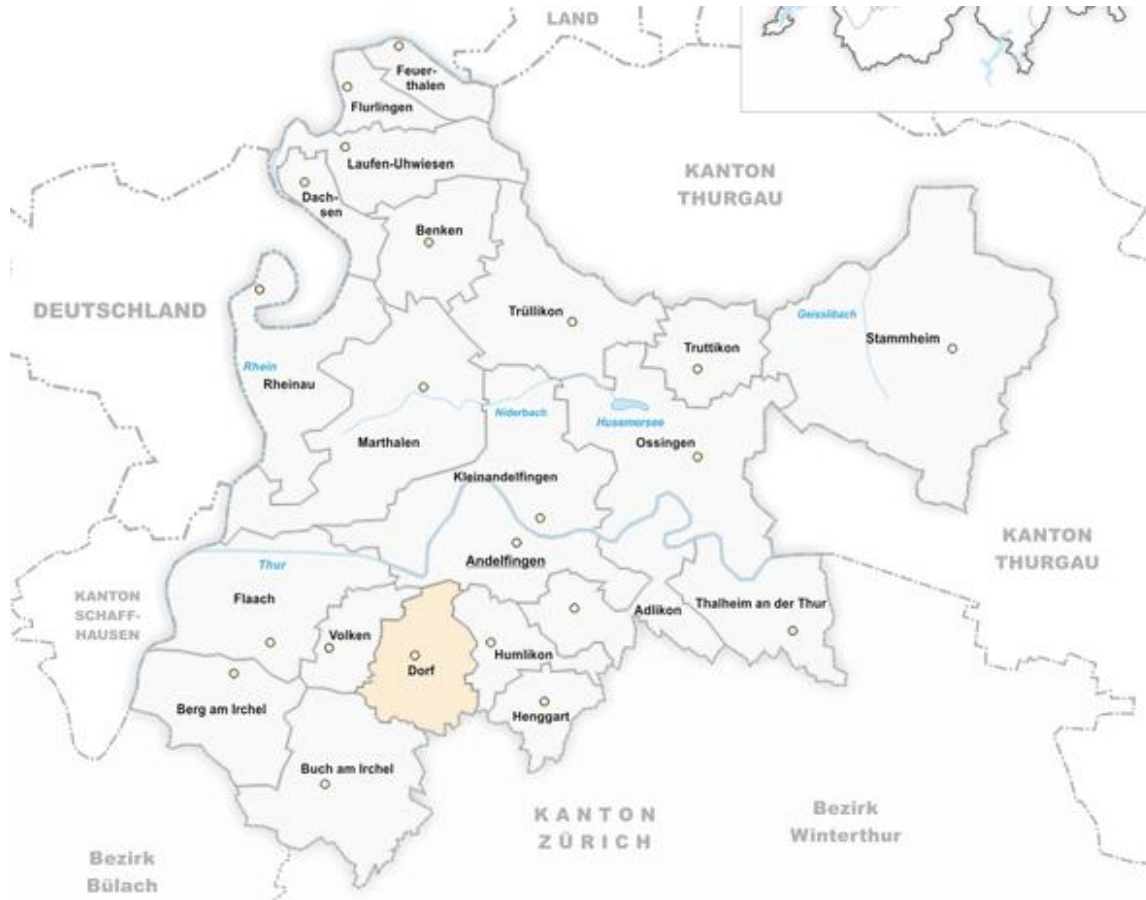 LAND
Feuer-
thalen
Flurlingen
Laufen-Uhwiesen
KANTON
THURGAU
Dach-
sen
Benken
DEUTSCHLAND
Trüllikon
Geisslibach
Stammheim
Truttikon
Rhein
Rheinau
Niderbach
Husemersee
Marthalen
Ossingen
Kleinandelfingen
KANTON
THURGAU
Andelfingen
Thur
KANTON
SCHAFF-
HAUSEN
Flaach
Adlikon
Thalheim an der Thur
Volken
Humlikon
Dorf
Berg am Irchel
Henggart
Buch am Irchel
KANTON
ZÜRICH
Bezirk
Winterthur
Bezirk
Bülach